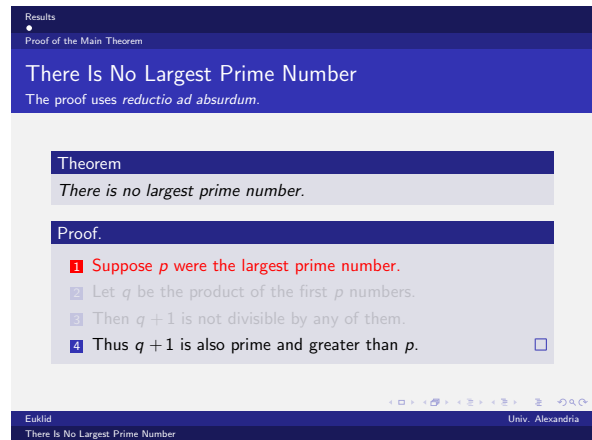 Results
Proof of the Main Theorem
There Is No Largest Prime Number
The proof uses reductio ad absurdum.
Theorem
There is no largest prime number.
Proof.
1 Suppose p were the largest prime number.
2 Let q be the product of the first p numbers.
3 Then q + 1 is not divisible by any of them.
4 Thus q + 1 is also prime and greater than p.
Euklid Univ. Alexandria
There Is No Largest Prime Number